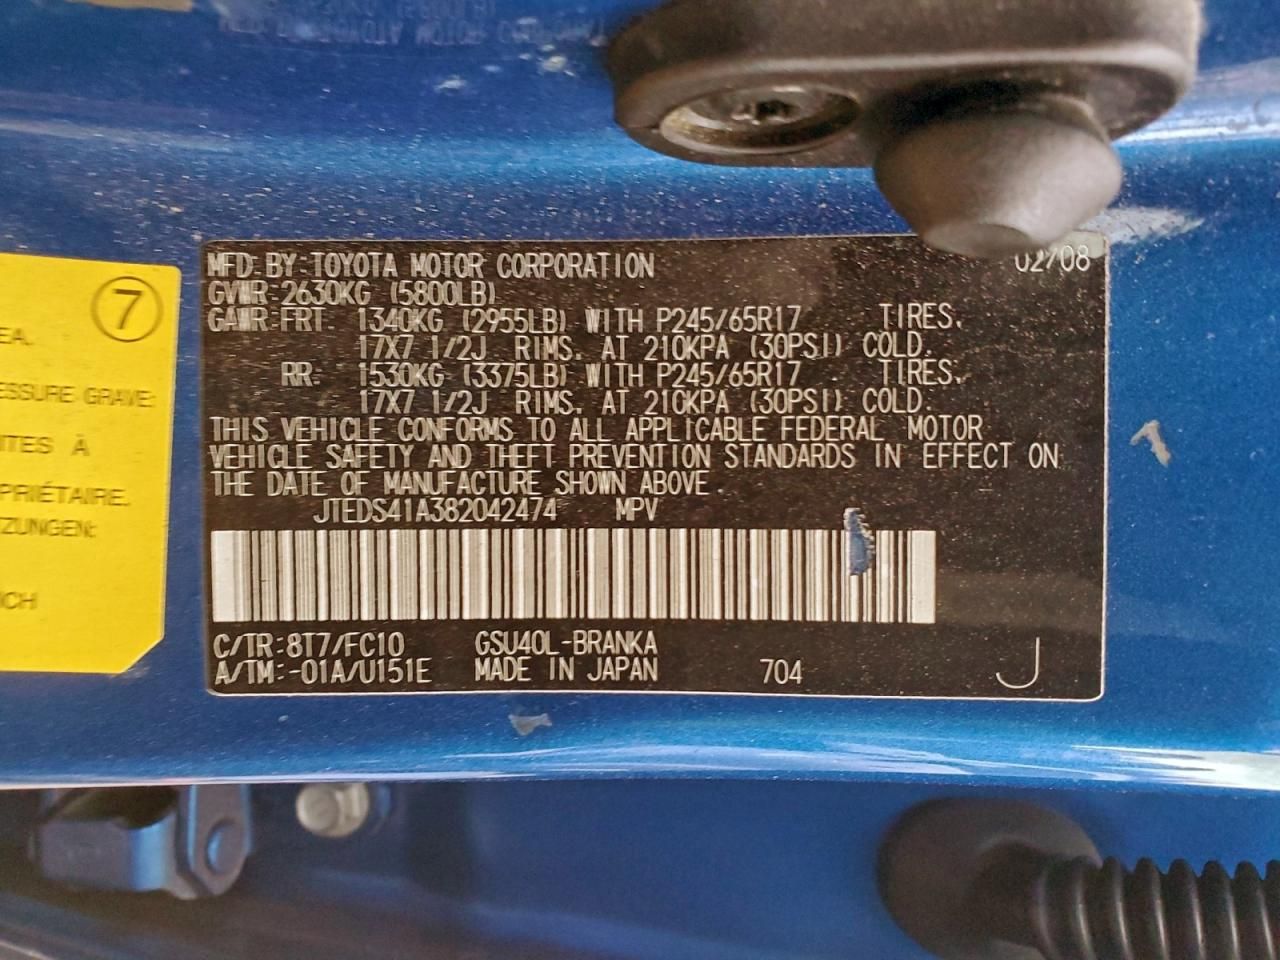 MFD. BY: TOYOTA MOTOR CORPORATION 02/08
GVWR: 2630KG (5800LB)
GAWR: FRT. 1340KG (2955LB) WITH P245/65R17 TIRES,
17X7 1/2J RIMS, AT 210KPA (30PSI) COLD.
RR. 1530KG (3375LB) WITH P245/65R17 TIRES,
17X7 1/2J RIMS, AT 210KPA (30PSI) COLD.
THIS VEHICLE CONFORMS TO ALL APPLICABLE FEDERAL MOTOR
VEHICLE SAFETY AND THEFT PREVENTION STANDARDS IN EFFECT ON
THE DATE OF MANUFACTURE SHOWN ABOVE.
JTEDS41A382042474 MPV
C/TR: 8T7/FC10 GSU40L-BRANKA
A/TM: -01A/U151E MADE IN JAPAN 704 J
7
EA.
ESSURE GRAVE:
ITES À
PRIÉTAIRE.
TZUNGEN:
ICH